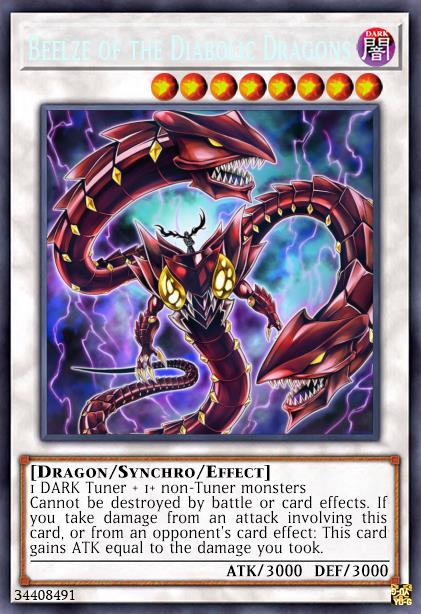 Beelze of the Diabolic Dragons
DARK
闇
[Dragon/Synchro/Effect]
1 DARK Tuner + 1+ non-Tuner monsters
Cannot be destroyed by battle or card effects. If
you take damage from an attack involving this
card, or from an opponent's card effect: This card
gains ATK equal to the damage you took.
ATK/3000 DEF/3000
34408491